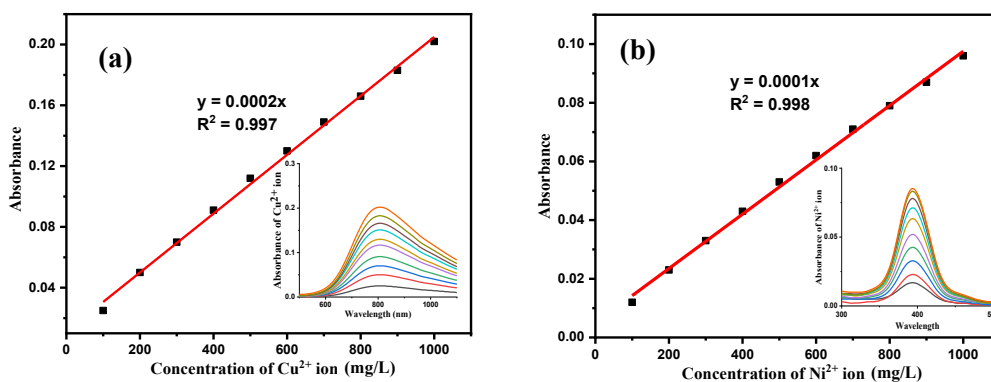 (a)
y = 0.0002x
R² = 0.997
Absorbance
0.04
0.08
0.12
0.16
0.20
0 200 400 600 800 1000
Concentration of Cu²⁺ ion (mg/L)
Absorbance of Cu²⁺ ion
0.0
0.1
0.2
0.3
600 800 1000
Wavelength (nm)
(b)
y = 0.0001x
R² = 0.998
Absorbance
0.00
0.02
0.04
0.06
0.08
0.10
0 200 400 600 800 1000
Concentration of Ni²⁺ ion (mg/L)
Absorbance of Ni²⁺ ion
0.00
0.05
0.10
300 400
Wavelength